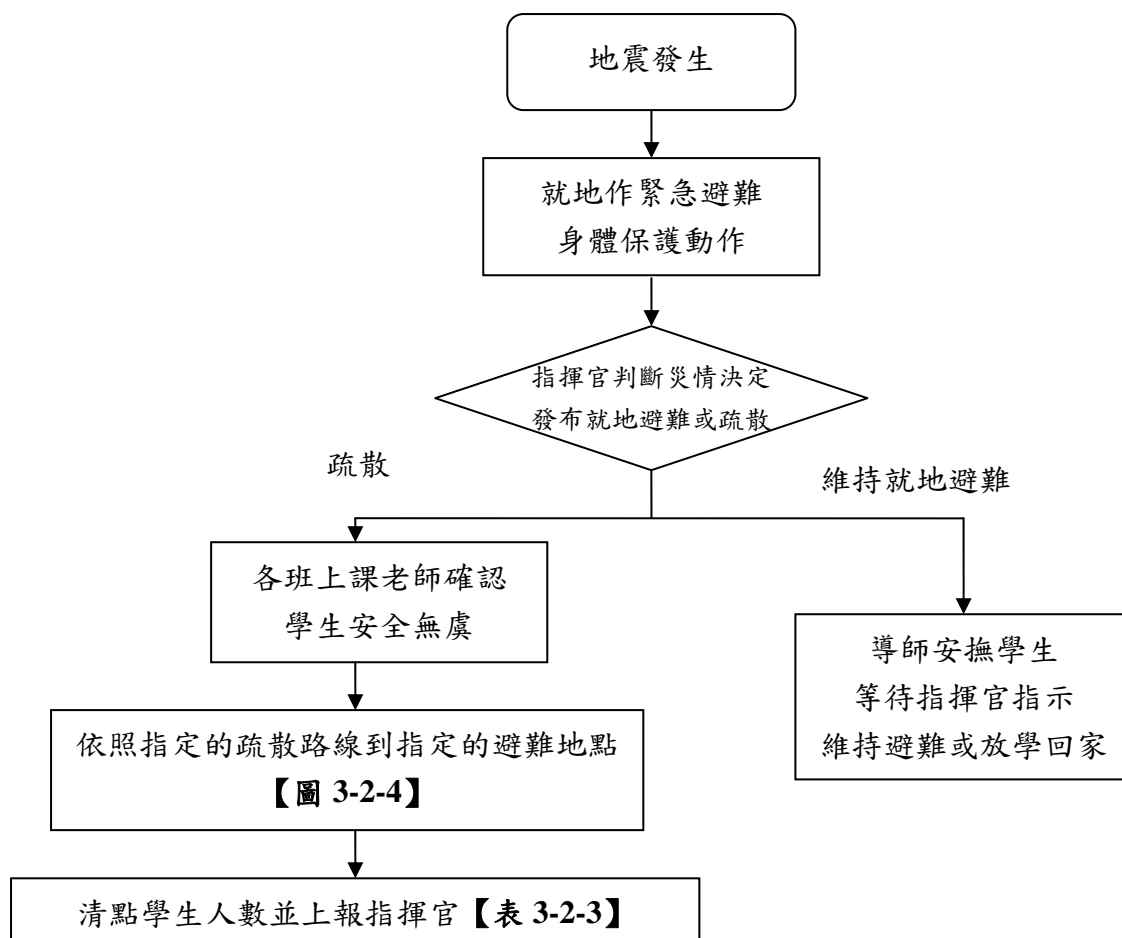 地震發生
就地作緊急避難
身體保護動作
指揮官判斷災情決定
發布就地避難或疏散
疏散
維持就地避難
各班上課老師確認
學生安全無虞
導師安撫學生
等待指揮官指示
維持避難或放學回家
依照指定的疏散路線到指定的避難地點
【圖 3-2-4】
清點學生人數並上報指揮官【表 3-2-3】